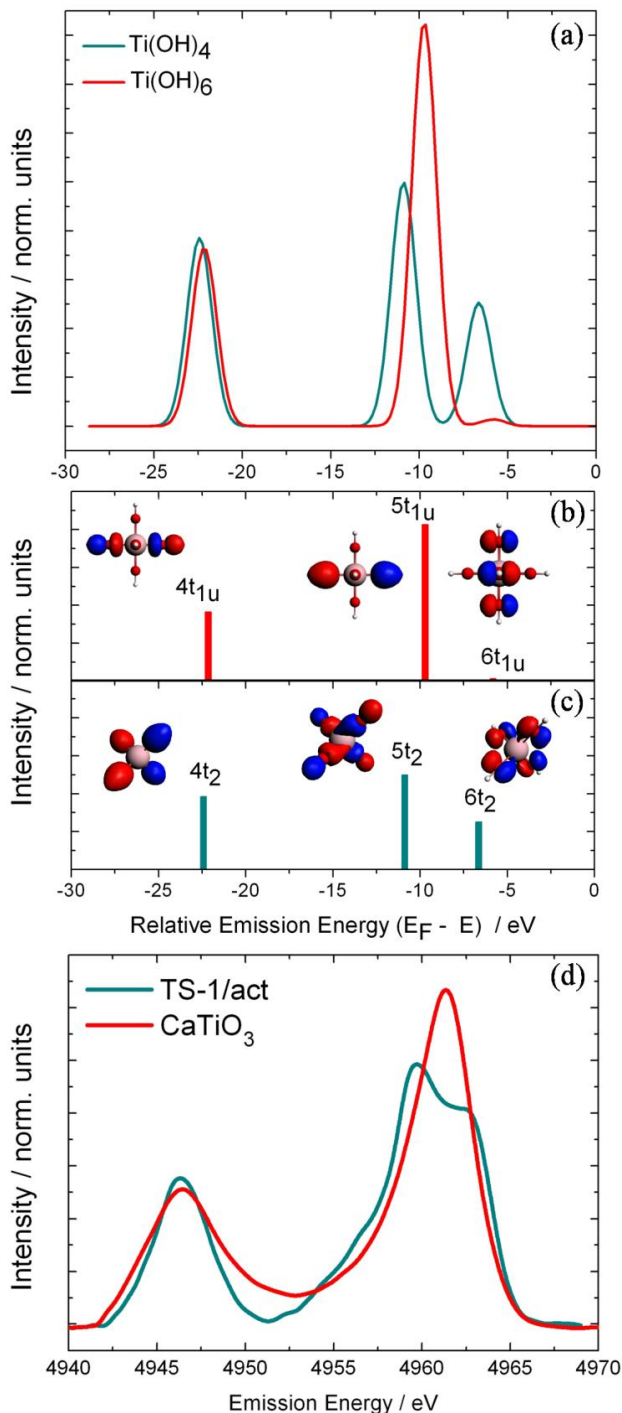 (a)
Ti(OH)4
Ti(OH)6
Intensity / norm. units
-30 -25 -20 -15 -10 -5 0
(b)
5t1u
4t1u
6t1u
Intensity / norm. units
(c)
4t2
5t2
6t2
-30 -25 -20 -15 -10 -5 0
Relative Emission Energy (EF - E) / eV
(d)
TS-1/act
CaTiO3
Intensity / norm. units
4940 4945 4950 4955 4960 4965 4970
Emission Energy / eV